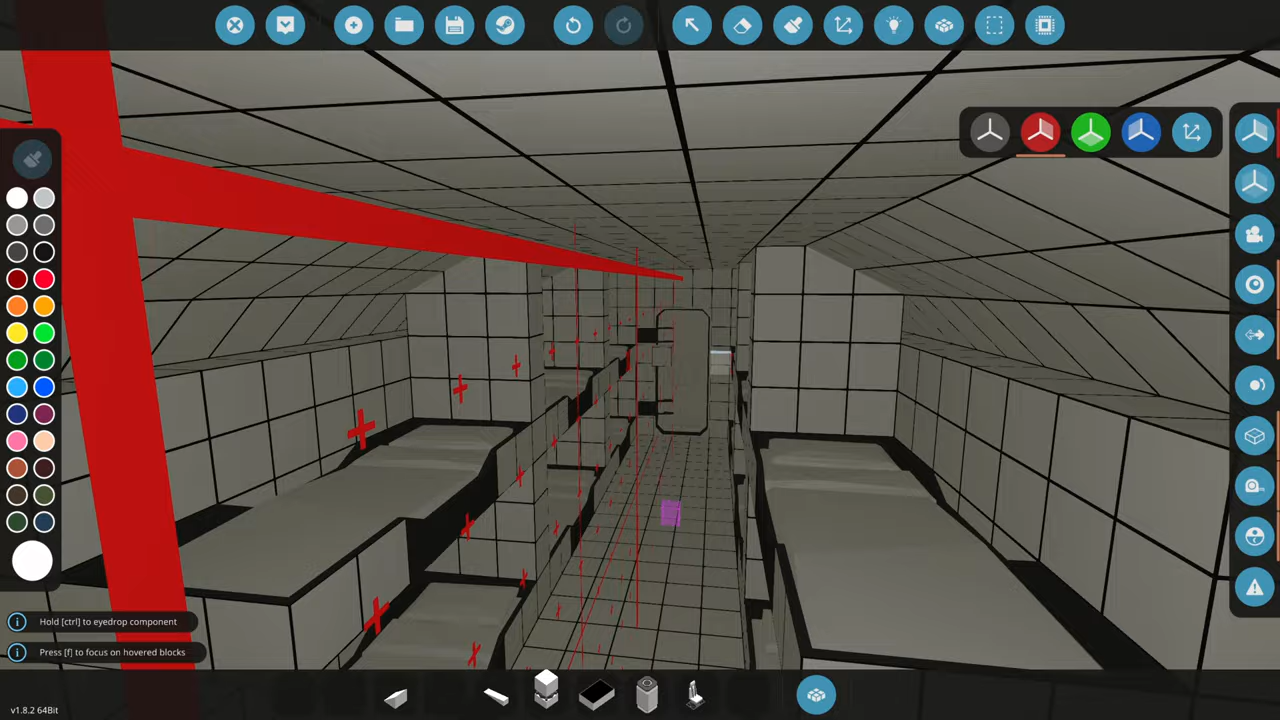 Hold [ctrl] to eyedrop component
Press [f] to focus on hovered blocks
v1.8.2 64Bit